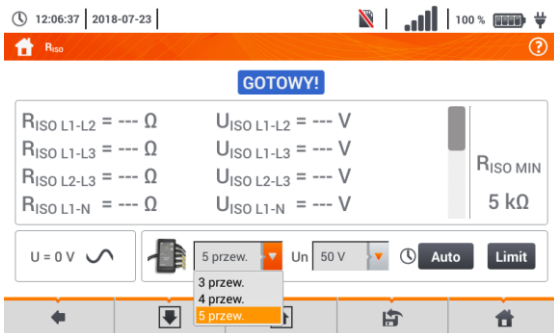 12:06:37 2018-07-23 100 %
RISO ?
GOTOWY!
RISO L1-L2 = --- Ω UISO L1-L2 = --- V
RISO L1-L3 = --- Ω UISO L1-L3 = --- V
RISO L2-L3 = --- Ω UISO L2-L3 = --- V
RISO L1-N = --- Ω UISO L1-N = --- V
RISO MIN
5 kΩ
U = 0 V 5 przew. Un 50 V Auto Limit
3 przew.
4 przew.
5 przew.